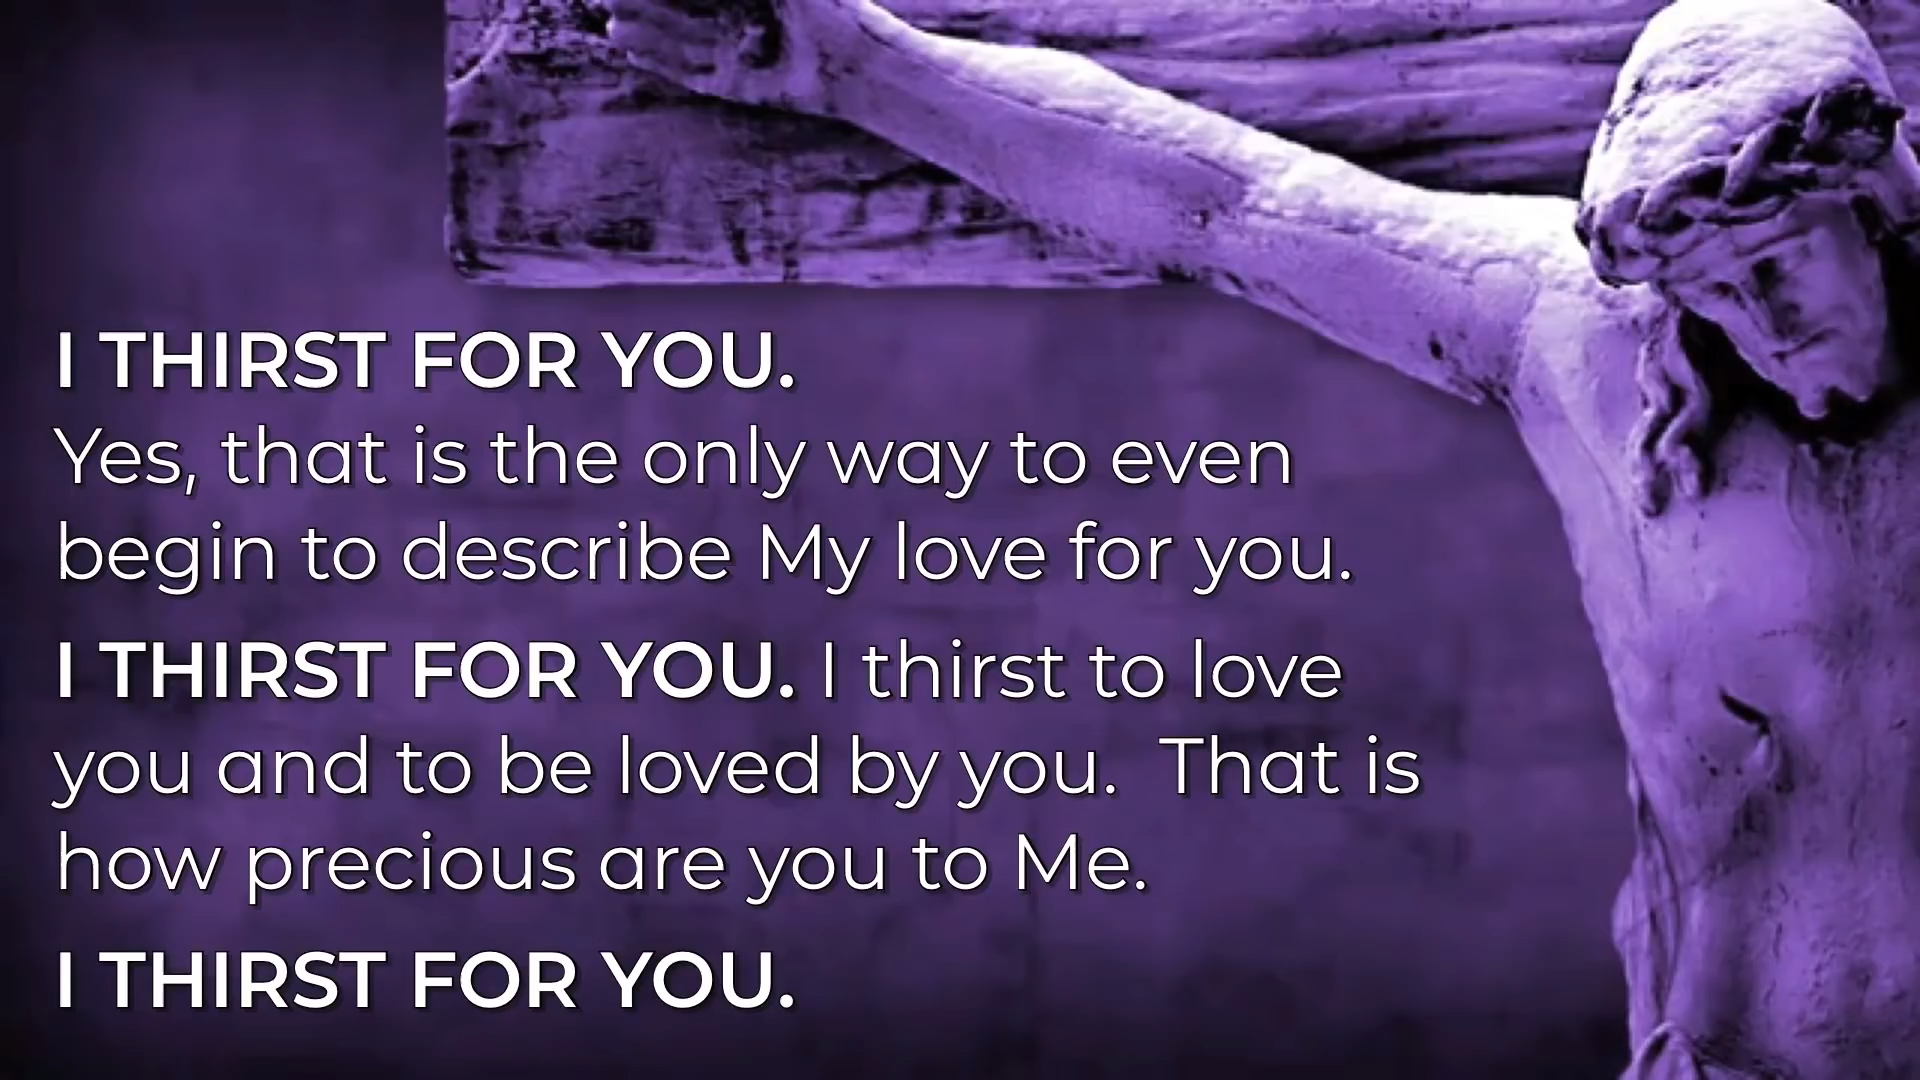 I THIRST FOR YOU.
Yes, that is the only way to even
begin to describe My love for you.
I THIRST FOR YOU. I thirst to love
you and to be loved by you.  That is
how precious are you to Me.
I THIRST FOR YOU.